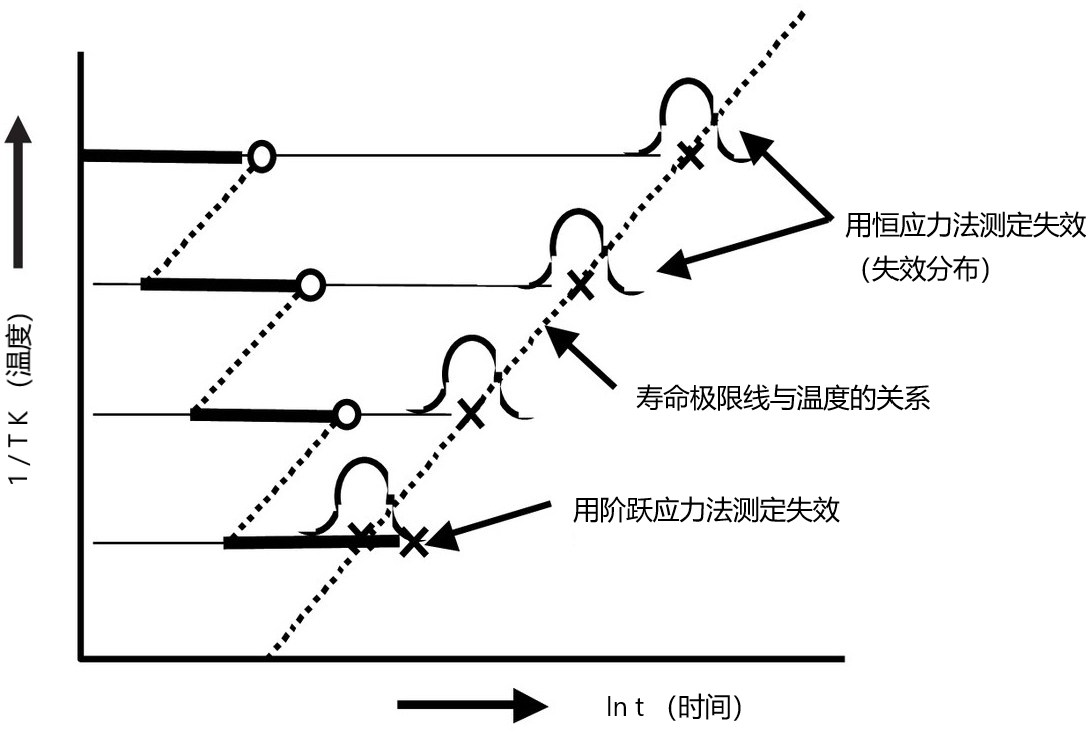 用恒应力法测定失效
（失效分布）
寿命极限线与温度的关系
用阶跃应力法测定失效
1 / T K （温度）
ln t （时间）